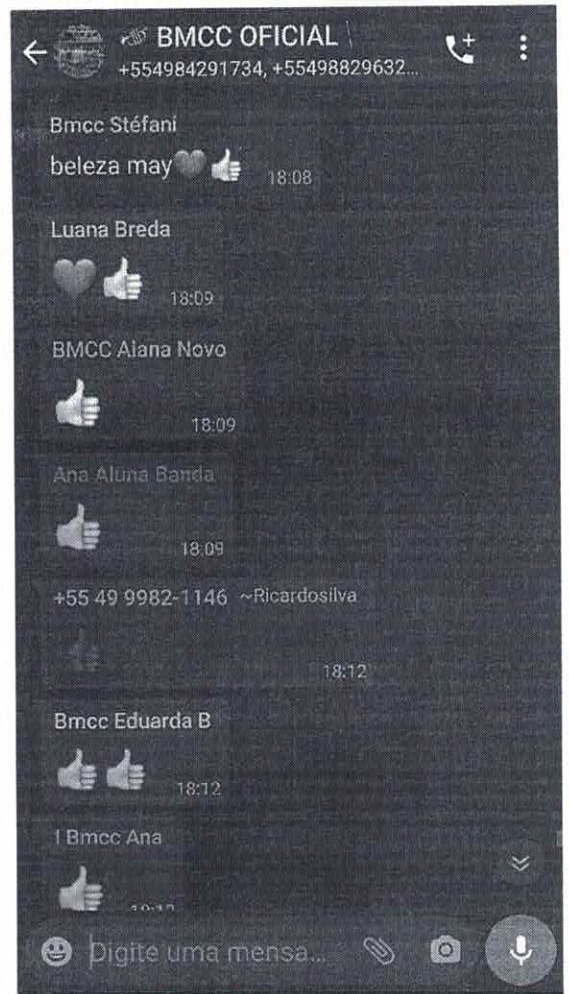 BMCC OFICIAL
+554984291734, +55498829632...
Bmcc Stéfani
beleza may❤👍 18:08
Luana Breda
❤👍 18:09
BMCC Alana Novo
👍 18:09
Ana Aluna Banda
👍 18:09
+55 49 9982-1146 ~Ricardosilva
👍 18:12
Bmcc Eduarda B
👍👍 18:12
! Bmcc Ana
👍
Digite uma mensa...